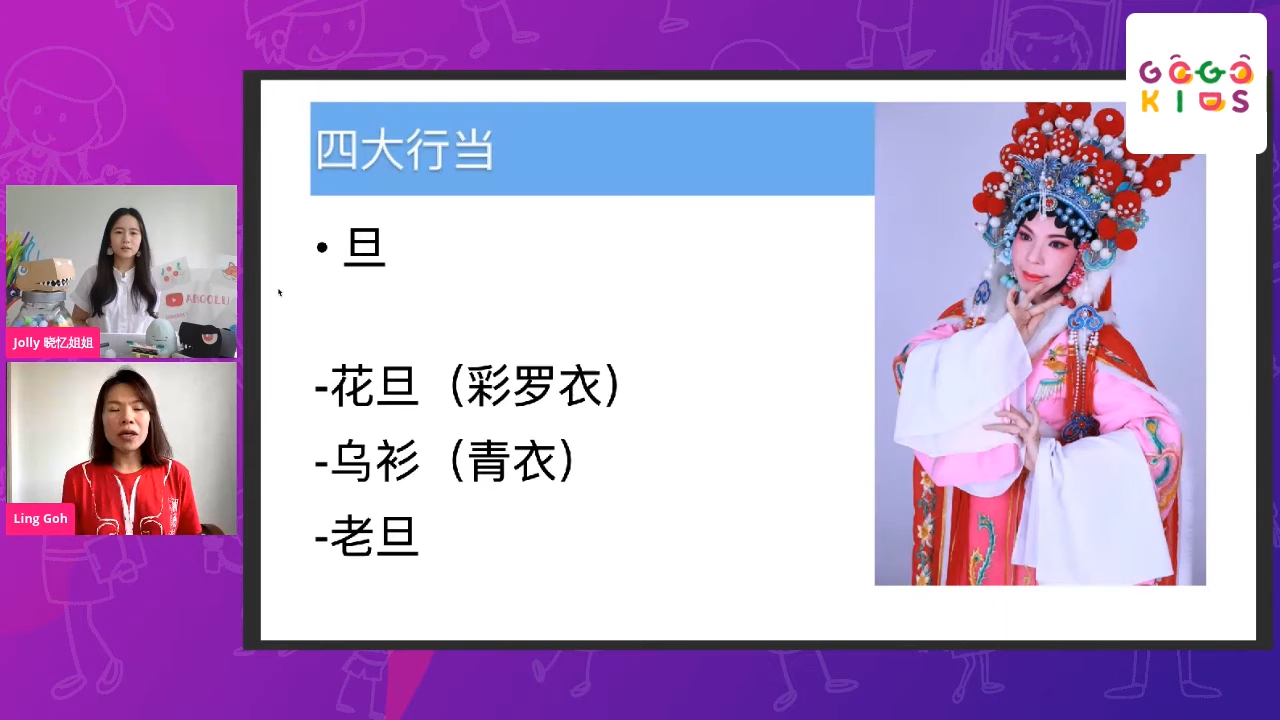 GOGO
KIDS
四大行当
• 旦
-花旦（彩罗衣）
-乌衫（青衣）
-老旦
ARGOLLU
Jolly 晓忆姐姐
Ling Goh